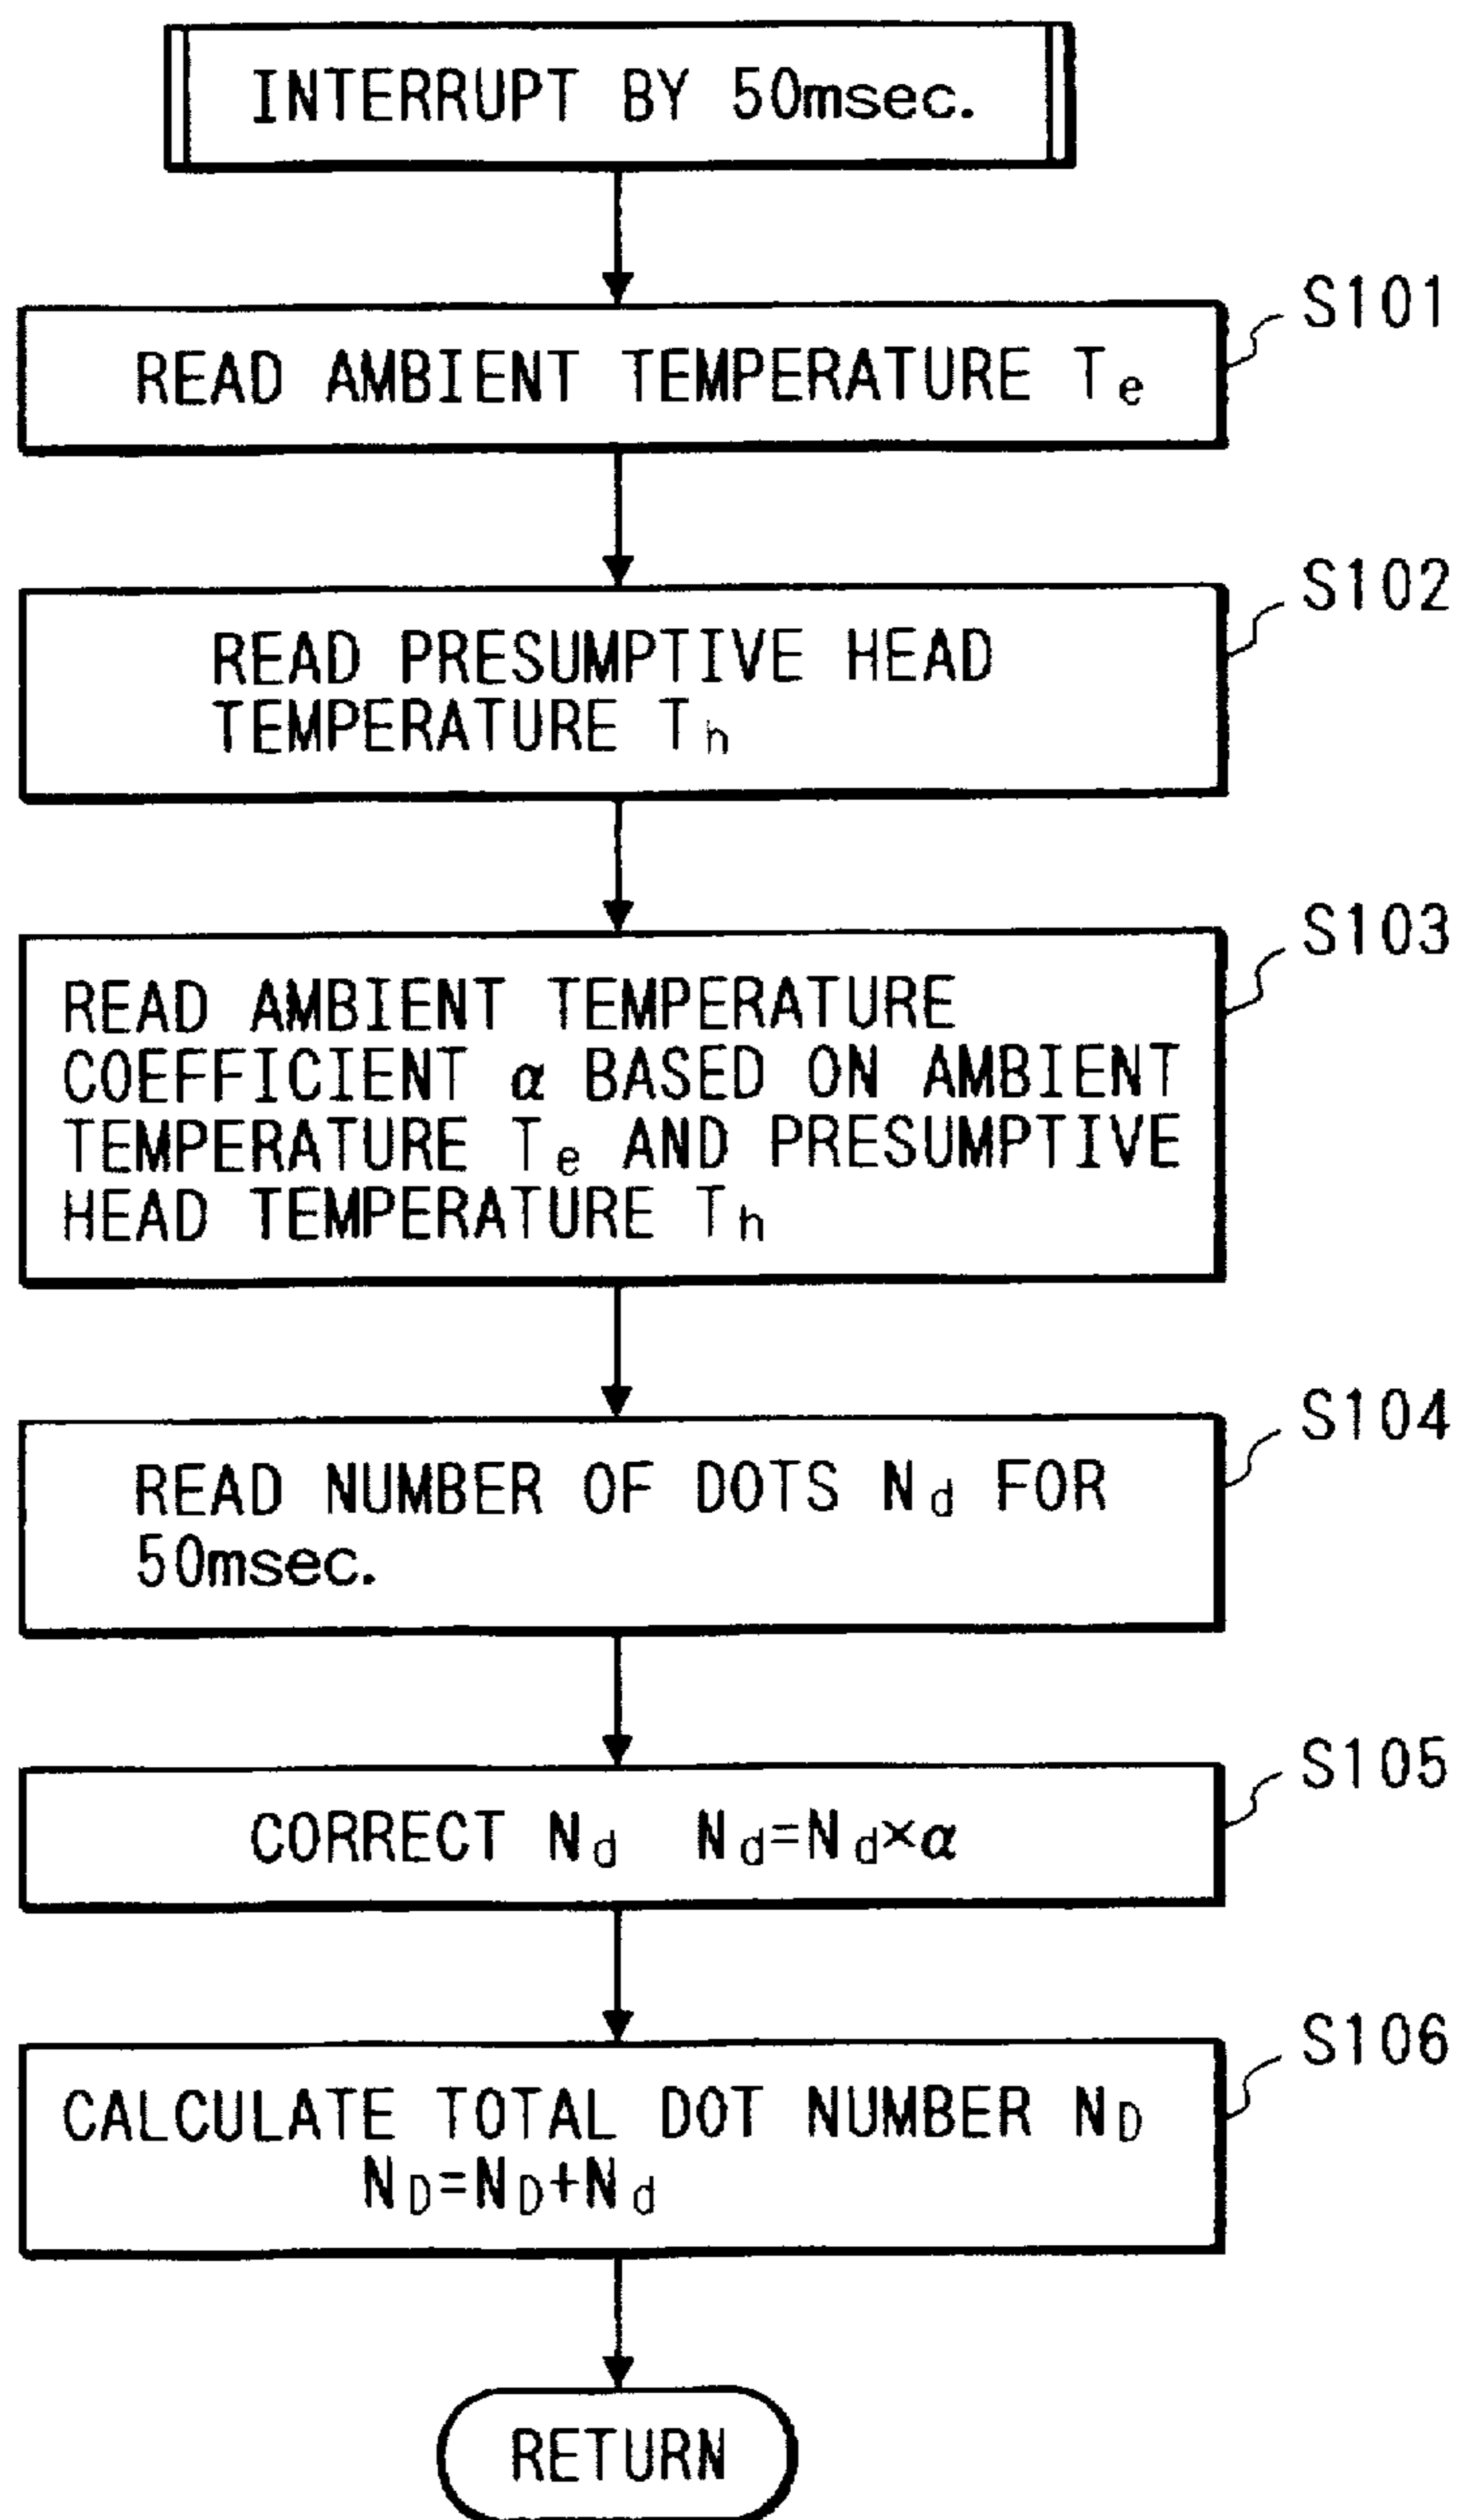 INTERRUPT BY 50msec.
S101
READ AMBIENT TEMPERATURE Te
S102
READ PRESUMPTIVE HEAD
TEMPERATURE Th
S103
READ AMBIENT TEMPERATURE
COEFFICIENT α BASED ON AMBIENT
TEMPERATURE Te AND PRESUMPTIVE
HEAD TEMPERATURE Th
S104
READ NUMBER OF DOTS Nd FOR
50msec.
S105
CORRECT Nd Nd=Nd×α
S106
CALCULATE TOTAL DOT NUMBER ND
ND=ND+Nd
RETURN